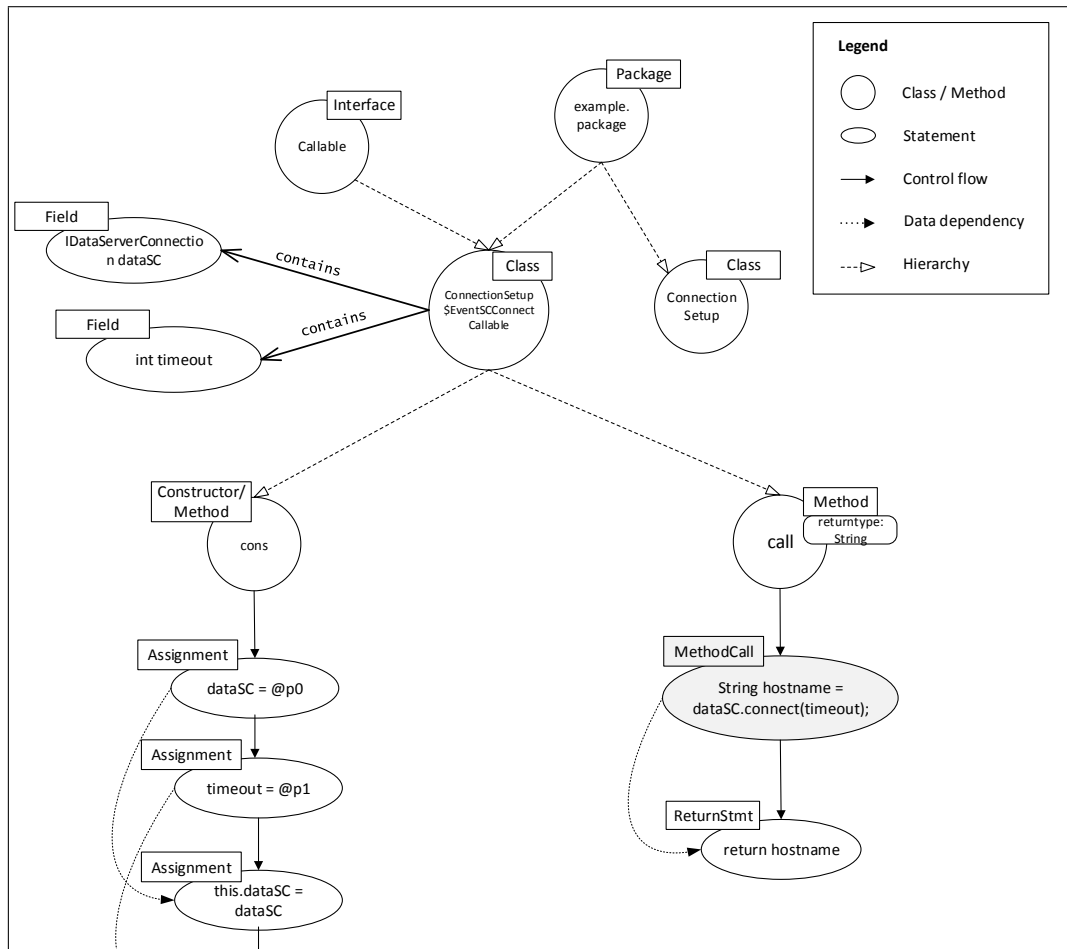 Legend
Class / Method
Statement
Control flow
Data dependency
Hierarchy
Package
example.
package
Interface
Callable
Field
IDataServerConnectio
n dataSC
contains
Class
ConnectionSetup
$EventSCConnect
Callable
Class
Connection
Setup
Field
int timeout
contains
Constructor/
Method
cons
Method
returntype:
String
call
Assignment
dataSC = @p0
MethodCall
String hostname =
dataSC.connect(timeout);
Assignment
timeout = @p1
ReturnStmt
return hostname
Assignment
this.dataSC =
dataSC